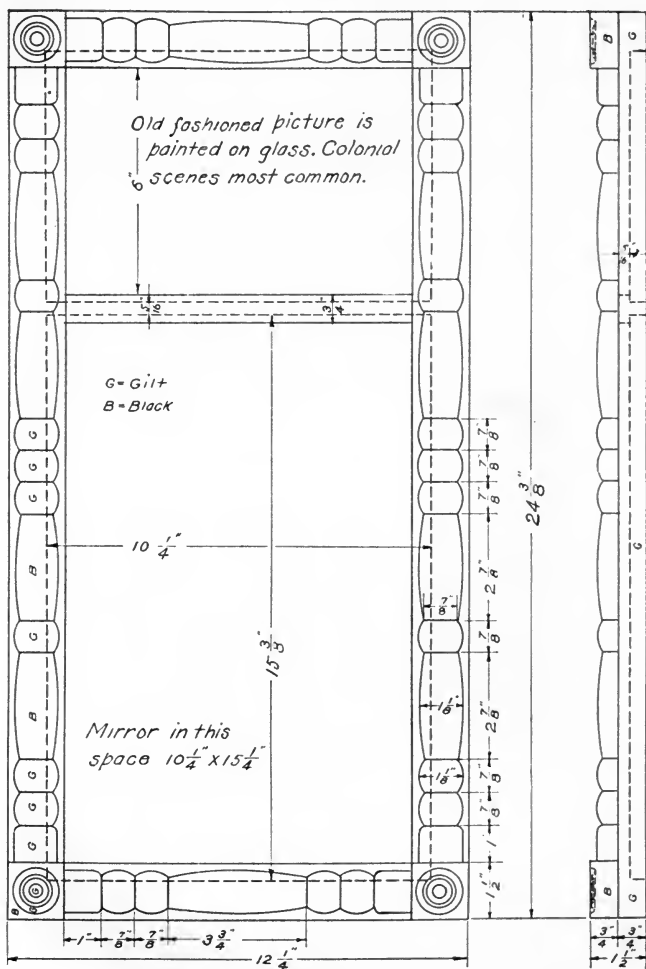 B
G
Old fashioned picture is
painted on glass. Colonial
scenes most common.
6"
5/16"
3/4"
G = Gilt
B = Black
G
G
G
B
G
B
G
G
G
10 1/4"
15 3/8"
7/8"
1 1/8"
1 1/8"
7/8"
7/8"
7/8"
2 7/8"
7/8"
2 7/8"
7/8"
7/8"
1"
1 1/2"
24 3/8"
G
Mirror in this
space 10 1/4" X 15 1/4"
B
G
G
B
G
1"
7/8"
7/8"
3 3/4"
12 1/4"
3/4"
3/4"
1 1/2"